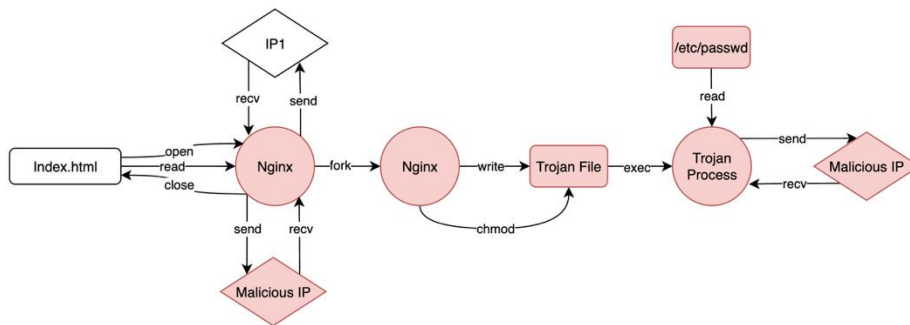 IP1
/etc/passwd
recv
send
read
open
send
Index.html
read
Nginx
fork
Nginx
write
Trojan File
exec
Trojan
Process
Malicious IP
close
recv
send
recv
chmod
Malicious IP